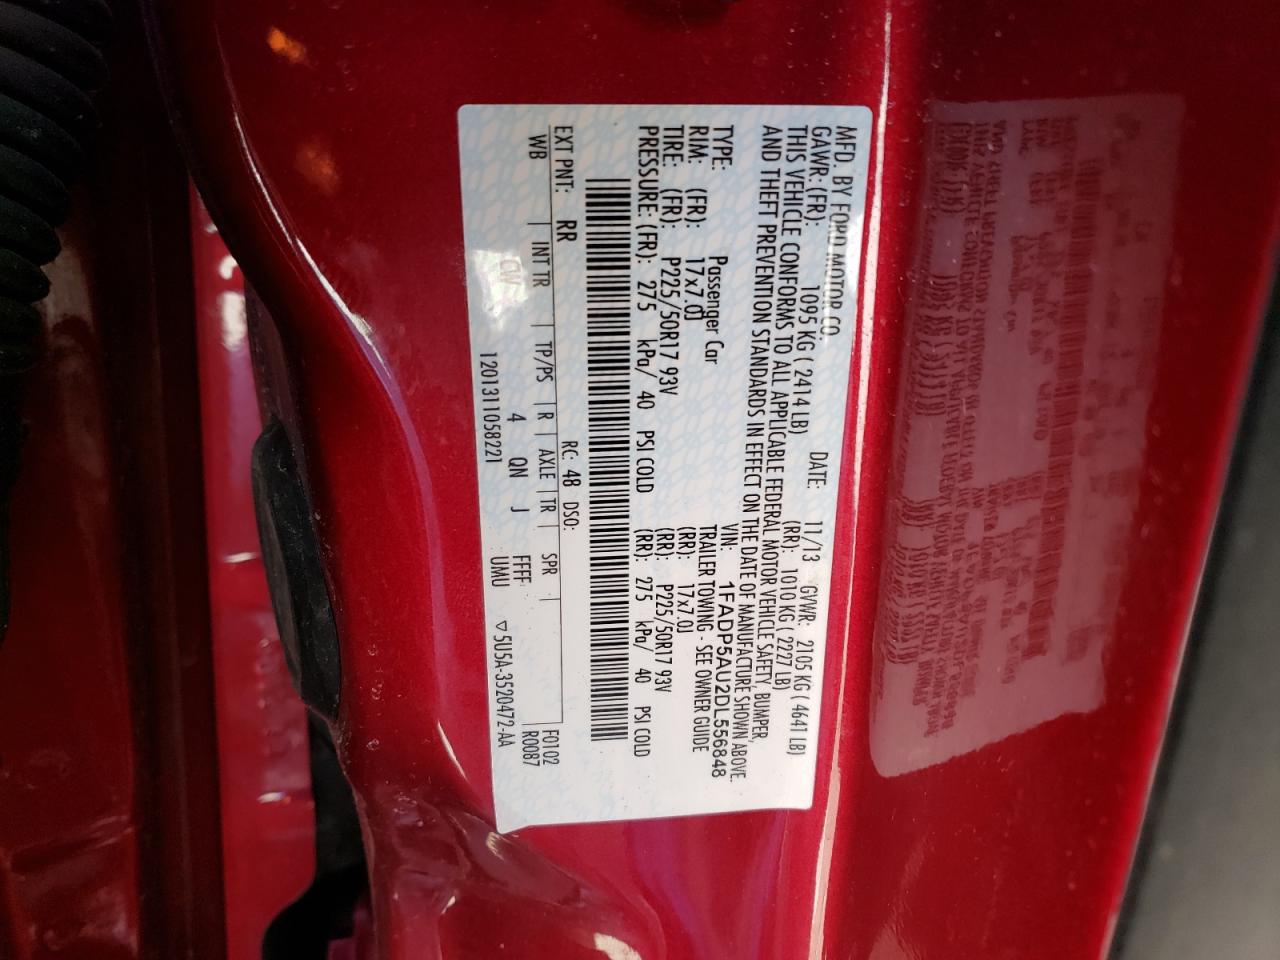 MFD. BY FORD MOTOR CO.
DATE: 11/13 GVWR: 2105 KG ( 4641 LB)
GAWR: (FR): 1095 KG ( 2414 LB) (RR): 1010 KG ( 2227 LB)
THIS VEHICLE CONFORMS TO ALL APPLICABLE FEDERAL MOTOR VEHICLE SAFETY, BUMPER,
AND THEFT PREVENTION STANDARDS IN EFFECT ON THE DATE OF MANUFACTURE SHOWN ABOVE.
VIN: 1FADP5AU2DL556848
TYPE: Passenger Car TRAILER TOWING - SEE OWNER GUIDE
RIM: (FR): 17x7.0J (RR): 17x7.0J
TIRE: (FR): P225/50R17 93V (RR): P225/50R17 93V
PRESSURE: (FR): 275 kPa/ 40 PSI COLD (RR): 275 kPa/ 40 PSI COLD
RC: 48 DSO:
EXT PNT: RR F0102
WB INT TR TP/PS R AXLE TR SPR R0087
CW 4 QN J FFFF
1201311058221 UMU ▽5U5A-3520472-AA